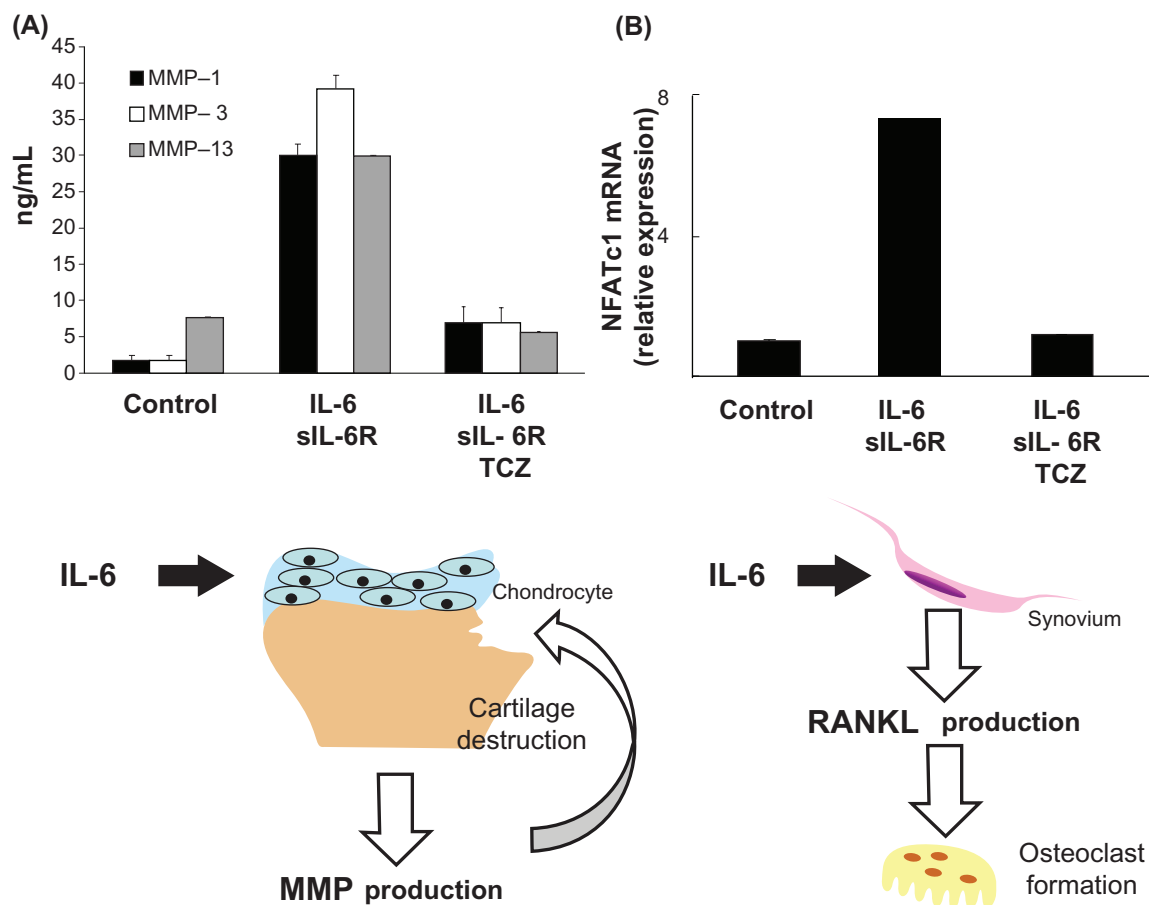 (A)
45
40
35
30
25
20
15
10
5
0
ng/mL
MMP–1
MMP– 3
MMP–13
Control
IL-6
sIL-6R
IL-6
sIL- 6R
TCZ
(B)
8
4
NFATc1 mRNA
(relative expression)
Control
IL-6
sIL-6R
IL-6
sIL- 6R
TCZ
IL-6
Chondrocyte
Cartilage
destruction
MMP production
IL-6
Synovium
RANKL production
Osteoclast
formation